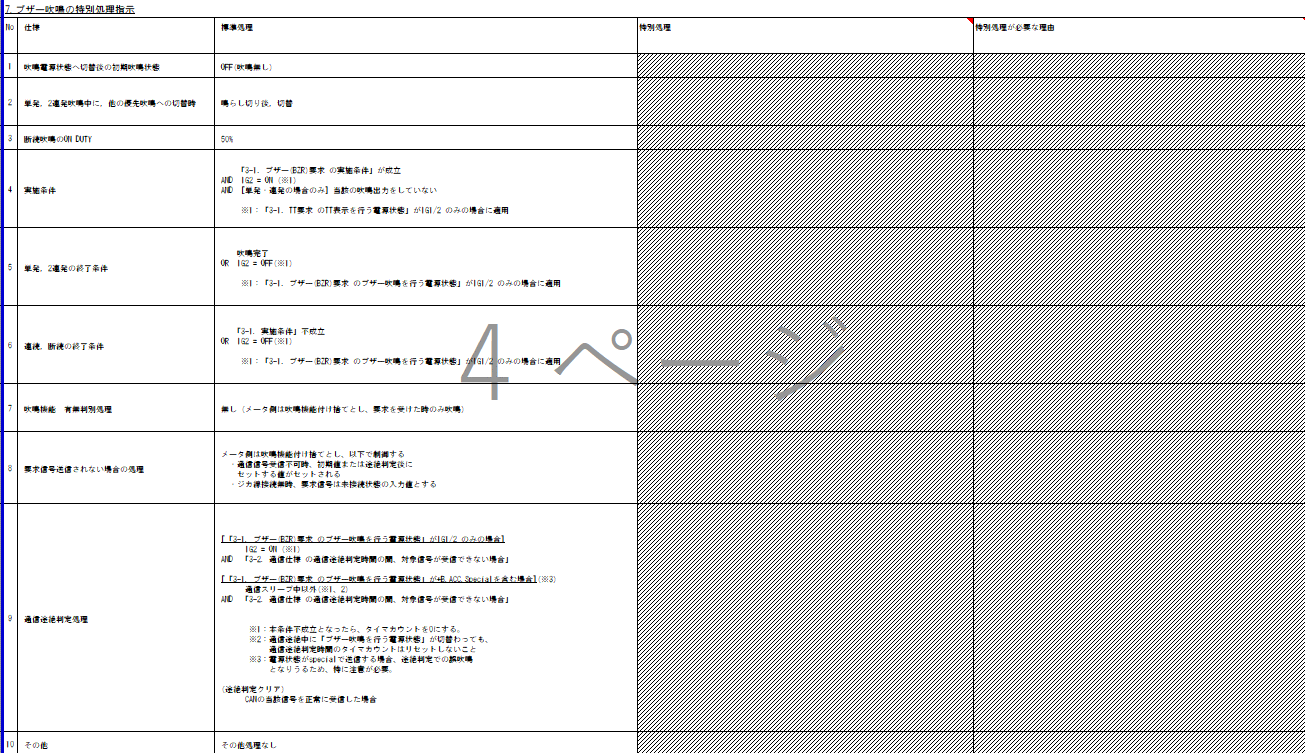 7. ブザー吹鳴の特別処理指示
No 仕様 標準処理 特別処理 特別処理が必要な理由
1 吹鳴電源状態へ切替後の初期吹鳴状態 OFF(吹鳴無し)
2 単発，2連発吹鳴中に，他の優先吹鳴への切替時 鳴らし切り後，切替
3 断続吹鳴のON DUTY 50%
4 実施条件
「3-1. ブザー(BZR)要求 の実施条件」が成立
AND IG2 = ON (※1)
AND [単発・連発の場合のみ] 当該の吹鳴出力をしていない
※1：「3-1. TT要求 のTT表示を行う電源状態」がIG1/2 のみの場合に適用
5 単発，2連発の終了条件
吹鳴完了
OR IG2 = OFF(※1)
※1：「3-1. ブザー(BZR)要求 のブザー吹鳴を行う電源状態」がIG1/2 のみの場合に適用
6 連続，断続の終了条件
「3-1. 実施条件」不成立
OR IG2 = OFF(※1)
※1：「3-1. ブザー(BZR)要求 のブザー吹鳴を行う電源状態」がIG1/2 のみの場合に適用
4 ページ
7 吹鳴機能 有無判別処理 無し (メータ側は吹鳴機能付け捨てとし、要求を受けた時のみ吹鳴)
8 要求信号送信されない場合の処理
メータ側は吹鳴機能付け捨てとし、以下で制御する
・通信信号受信不可時、初期値または途絶判定後に
セットする値がセットされる
・ジカ線接続無時、要求信号は未接続状態の入力値とする
9 通信途絶判定処理
[「3-1. ブザー(BZR)要求 のブザー吹鳴を行う電源状態」がIG1/2 のみの場合]
IG2 = ON (※1)
AND 「3-2. 通信仕様 の通信途絶判定時間の間、対象信号が受信できない場合」
[「3-1. ブザー(BZR)要求 のブザー吹鳴を行う電源状態」が+B,ACC,Specialを含む場合](※3)
通信スリープ中以外(※1, 2)
AND 「3-2. 通信仕様 の通信途絶判定時間の間、対象信号が受信できない場合」
※1：本条件不成立となったら、タイマカウントを0にする。
※2：通信途絶中に「ブザー吹鳴を行う電源状態」が切替わっても、
通信途絶判定時間のタイマカウントはリセットしないこと
※3：電源状態がspecialで送信する場合、途絶判定での誤吹鳴
となりうるため、特に注意が必要。
(途絶判定クリア)
CANの当該信号を正常に受信した場合
10 その他 その他処理なし